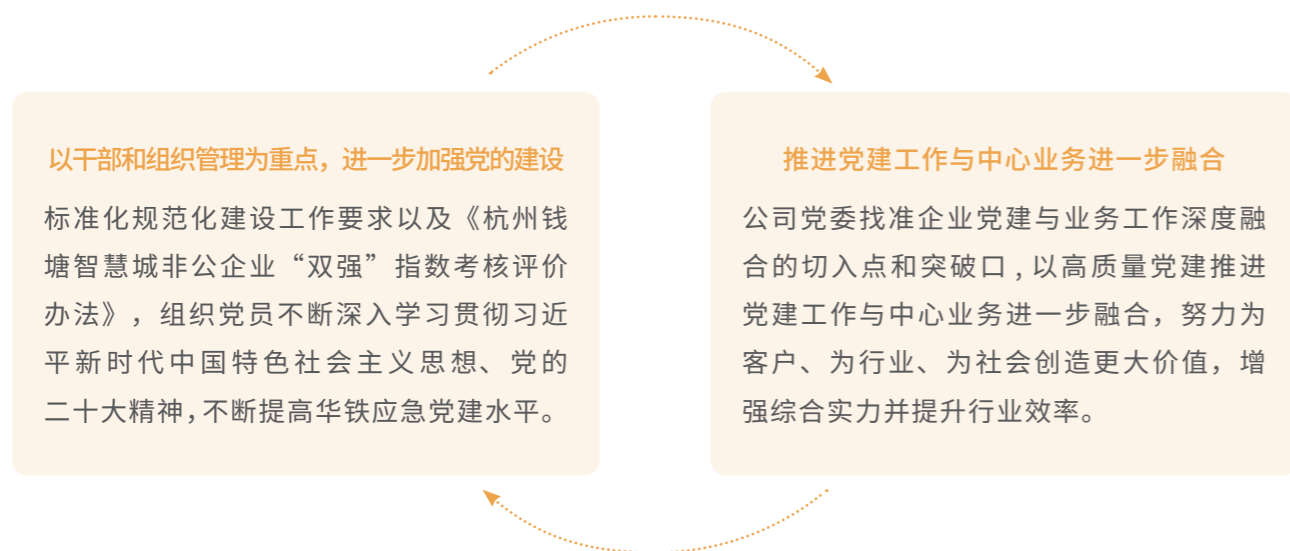 以干部和组织管理为重点，进一步加强党的建设
标准化规范化建设工作要求以及《杭州钱
塘智慧城非公企业“双强”指数考核评价
办法》，组织党员不断深入学习贯彻习近
平新时代中国特色社会主义思想、党的
二十大精神，不断提高华铁应急党建水平。
推进党建工作与中心业务进一步融合
公司党委找准企业党建与业务工作深度融
合的切入点和突破口，以高质量党建推进
党建工作与中心业务进一步融合，努力为
客户、为行业、为社会创造更大价值，增
强综合实力并提升行业效率。